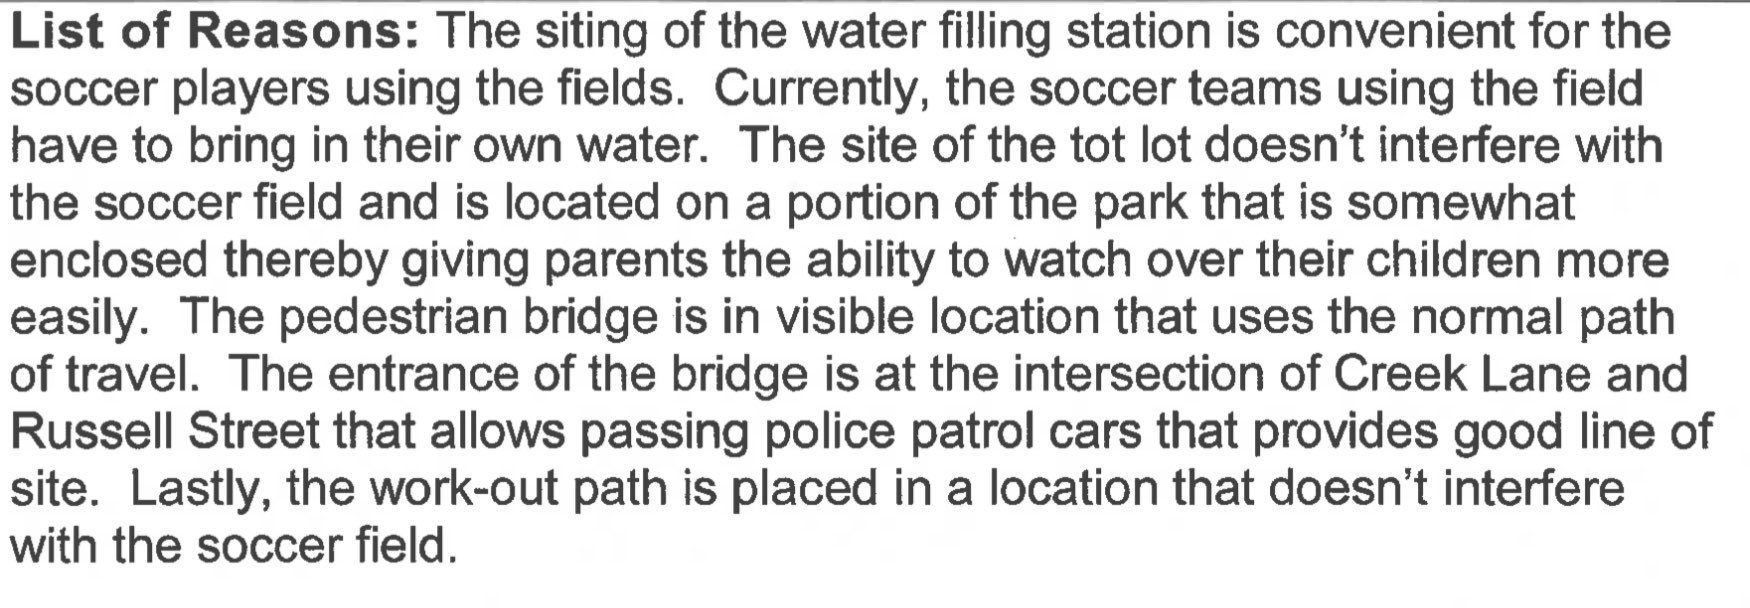 List of Reasons: The siting of the water filling station is convenient for the
soccer players using the fields.  Currently, the soccer teams using the field
have to bring in their own water.  The site of the tot lot doesn't interfere with
the soccer field and is located on a portion of the park that is somewhat
enclosed thereby giving parents the ability to watch over their children more
easily.  The pedestrian bridge is in visible location that uses the normal path
of travel.  The entrance of the bridge is at the intersection of Creek Lane and
Russell Street that allows passing police patrol cars that provides good line of
site.  Lastly, the work-out path is placed in a location that doesn't interfere
with the soccer field.